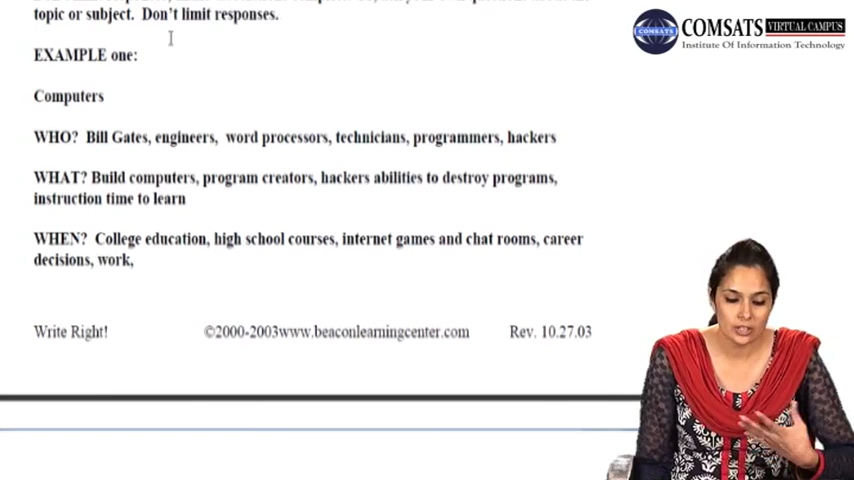 topic or subject. Don't limit responses.
EXAMPLE one:
Computers
WHO? Bill Gates, engineers, word processors, technicians, programmers, hackers
WHAT? Build computers, program creators, hackers abilities to destroy programs,
instruction time to learn
WHEN? College education, high school courses, internet games and chat rooms, career
decisions, work,
Write Right! ©2000-2003www.beaconlearningcenter.com Rev. 10.27.03
COMSATS VIRTUAL CAMPUS
COMSATS
Institute Of Information Technology